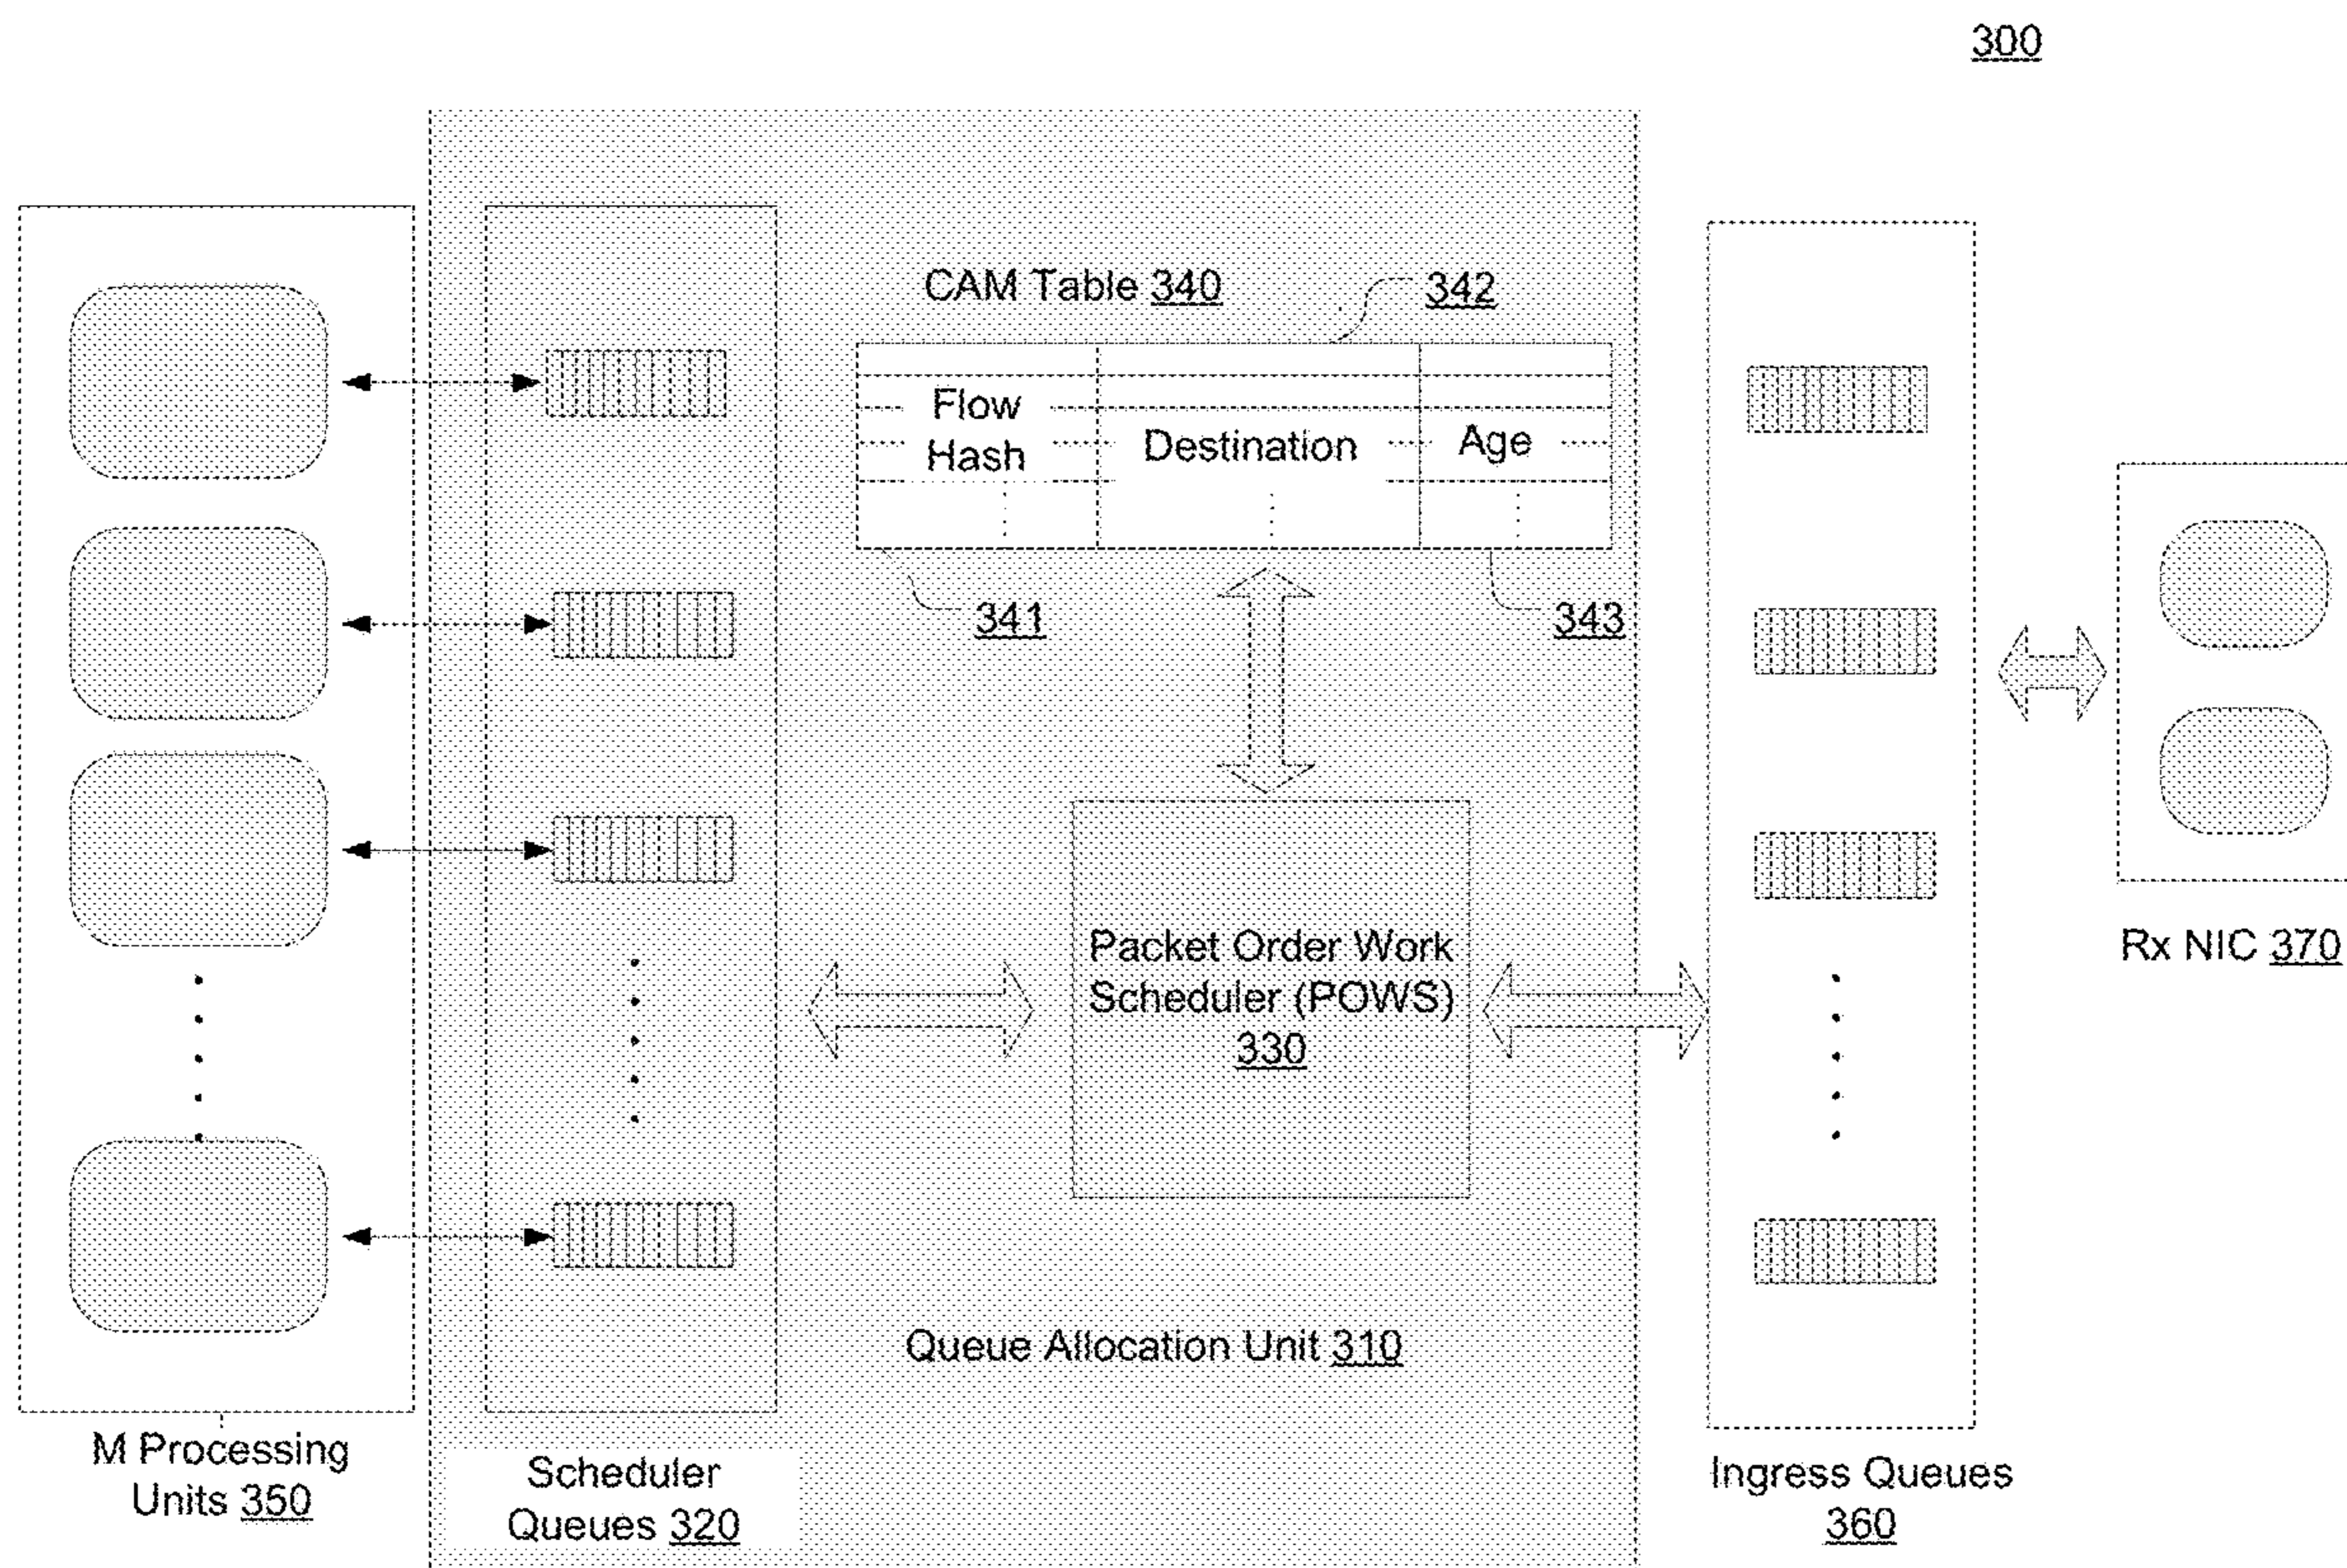 300
CAM Table 340
342
Flow
Hash
Destination
Age
341
343
Packet Order Work
Scheduler (POWS)
330
Rx NIC 370
Queue Allocation Unit 310
M Processing
Units 350
Scheduler
Queues 320
Ingress Queues
360